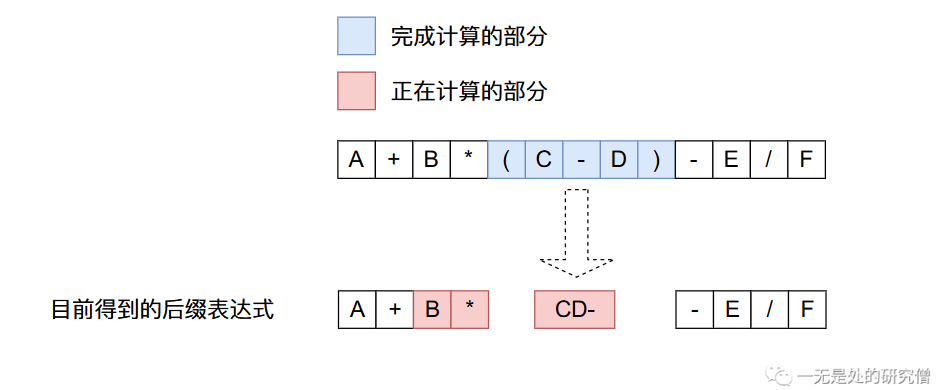 完成计算的部分
正在计算的部分
A + B * ( C - D ) - E / F
目前得到的后缀表达式 A + B * CD- - E / F
一无是处的研究僧